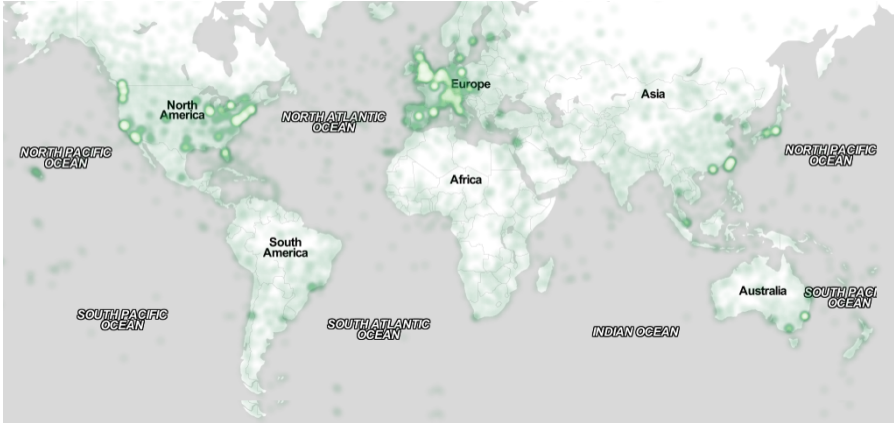 Europe
Asia
North
America
NORTH ATLANTIC
OCEAN
NORTH PACIFIC
OCEAN
NORTH PACIFIC
OCEAN
Africa
South
America
Australia
SOUTH PACI
OCEAN
SOUTH PACIFIC
OCEAN
SOUTH ATLANTIC
OCEAN
INDIAN OCEAN